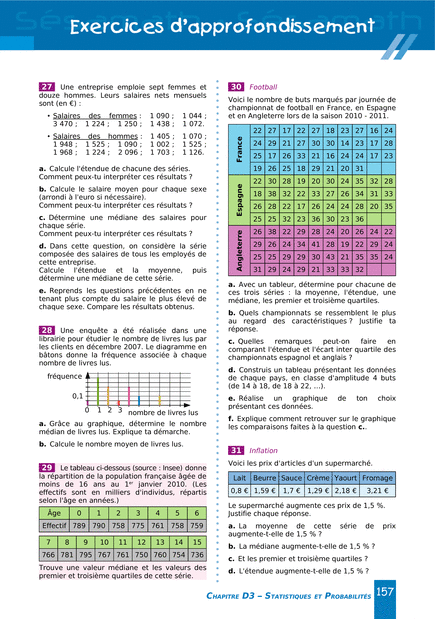 Exercices d'approfondissement
27 Une entreprise emploie sept femmes et
douze hommes. Leurs salaires nets mensuels
sont (en €) :
• Salaires des femmes : 1 090 ; 1 044 ;
3 470 ; 1 224 ; 1 250 ; 1 438 ; 1 072.
• Salaires des hommes : 1 405 ; 1 070 ;
1 948 ; 1 525 ; 1 090 ; 1 002 ; 1 525 ;
1 968 ; 1 224 ; 2 096 ; 1 703 ; 1 126.
a. Calcule l'étendue de chacune des séries.
Comment peux-tu interpréter ces résultats ?
b. Calcule le salaire moyen pour chaque sexe
(arrondi à l'euro si nécessaire).
Comment peux-tu interpréter ces résultats ?
c. Détermine une médiane des salaires pour
chaque série.
Comment peux-tu interpréter ces résultats ?
d. Dans cette question, on considère la série
composée des salaires de tous les employés de
cette entreprise.
Calcule l'étendue et la moyenne, puis
détermine une médiane de cette série.
e. Reprends les questions précédentes en ne
tenant plus compte du salaire le plus élevé de
chaque sexe. Compare les résultats obtenus.
28 Une enquête a été réalisée dans une
librairie pour étudier le nombre de livres lus par
les clients en décembre 2007. Le diagramme en
bâtons donne la fréquence associée à chaque
nombre de livres lus.
fréquence
0,1
0 1 2 3 nombre de livres lus
a. Grâce au graphique, détermine le nombre
médian de livres lus. Explique ta démarche.
b. Calcule le nombre moyen de livres lus.
29 Le tableau ci-dessous (source : Insee) donne
la répartition de la population française âgée de
moins de 16 ans au 1er janvier 2010. (Les
effectifs sont en milliers d'individus, répartis
selon l'âge en années.)
Âge 0 1 2 3 4 5 6
Effectif 789 790 758 775 761 758 759
7 8 9 10 11 12 13 14 15
766 781 795 767 761 750 760 754 736
Trouve une valeur médiane et les valeurs des
premier et troisième quartiles de cette série.
30 Football
Voici le nombre de buts marqués par journée de
championnat de football en France, en Espagne
et en Angleterre lors de la saison 2010 - 2011.
France
22 27 17 22 27 18 23 27 16 24
24 29 21 27 30 30 14 23 17 28
25 17 26 33 21 16 24 24 17 23
19 26 25 18 29 21 20 31
Espagne
22 30 28 19 20 30 24 35 32 28
18 38 32 22 33 27 26 34 31 33
26 28 22 17 26 24 24 28 20 35
25 25 32 23 36 30 23 36
Angleterre
26 38 22 29 28 24 20 26 24 22
29 26 24 34 41 28 19 22 29 24
25 25 29 29 30 43 21 35 35 24
31 29 24 29 21 33 33 32
a. Avec un tableur, détermine pour chacune de
ces trois séries : la moyenne, l'étendue, une
médiane, les premier et troisième quartiles.
b. Quels championnats se ressemblent le plus
au regard des caractéristiques ? Justifie ta
réponse.
c. Quelles remarques peut-on faire en
comparant l'étendue et l'écart inter quartile des
championnats espagnol et anglais ?
d. Construis un tableau présentant les données
de chaque pays, en classe d'amplitude 4 buts
(de 14 à 18, de 18 à 22, ...).
e. Réalise un graphique de ton choix
présentant ces données.
f. Explique comment retrouver sur le graphique
les comparaisons faites à la question c..
31 Inflation
Voici les prix d'articles d'un supermarché.
Lait Beurre Sauce Crème Yaourt Fromage
0,8 € 1,59 € 1,7 € 1,29 € 2,18 € 3,21 €
Le supermarché augmente ces prix de 1,5 %.
Justifie chaque réponse.
a. La moyenne de cette série de prix
augmente-t-elle de 1,5 % ?
b. La médiane augmente-t-elle de 1,5 % ?
c. Et les premier et troisième quartiles ?
d. L'étendue augmente-t-elle de 1,5 % ?
Chapitre D3 – Statistiques et Probabilités 157